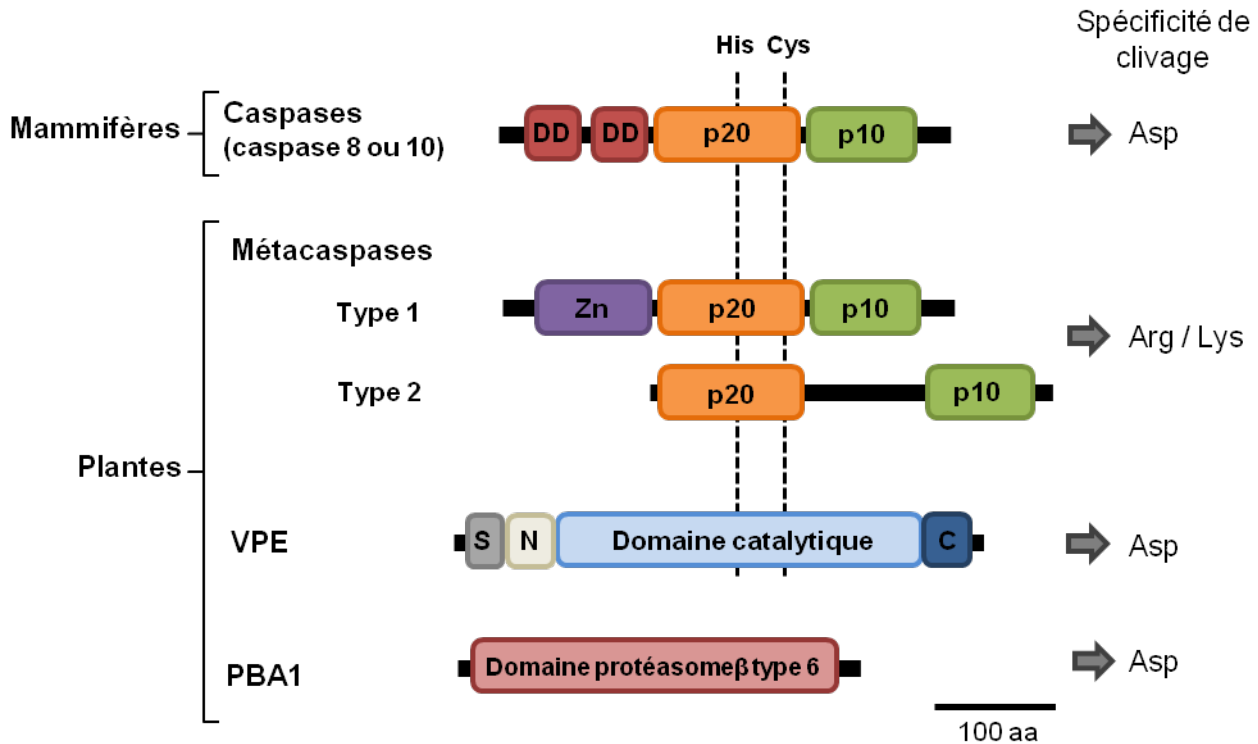 Spécificité de
clivage
His Cys
Mammifères
Caspases
(caspase 8 ou 10)
DD DD p20 p10
Asp
Métacaspases
Type 1
Zn p20 p10
Arg / Lys
Type 2
p20 p10
Plantes
VPE
S N Domaine catalytique C
Asp
PBA1
Domaine protéasomeβ type 6
Asp
100 aa